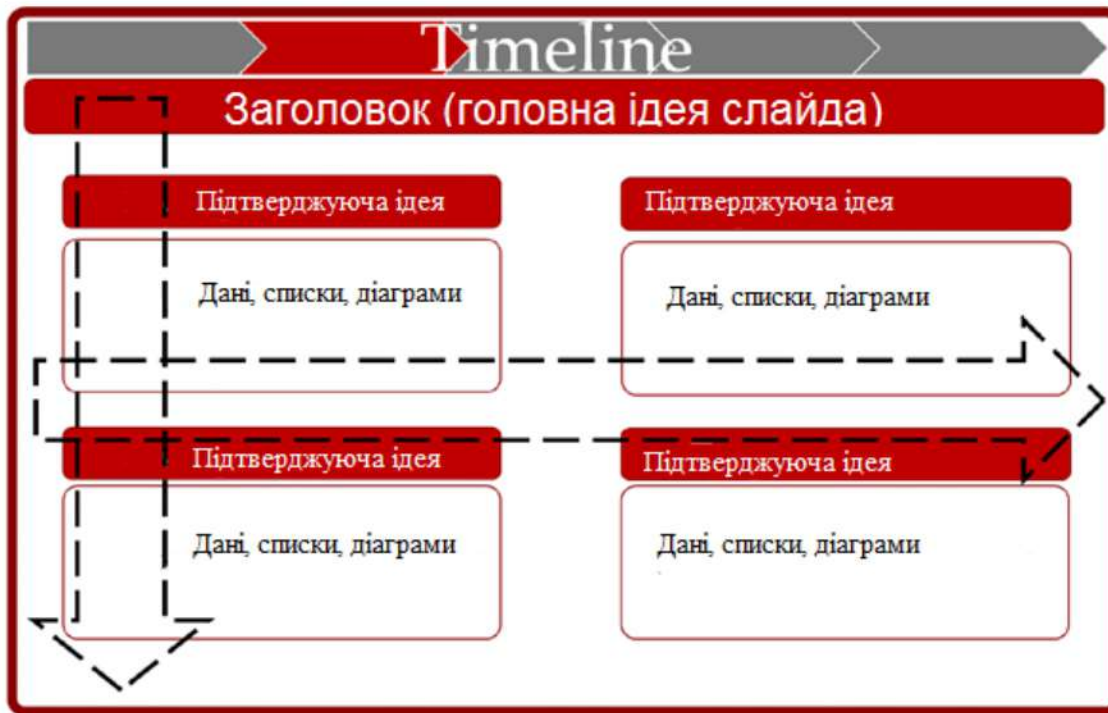 Timeline
Заголовок (головна ідея слайда)
Підтверджуюча ідея
Підтверджуюча ідея
Дані, списки, діаграми
Дані, списки, діаграми
Підтверджуюча ідея
Підтверджуюча ідея
Дані, списки, діаграми
Дані, списки, діаграми